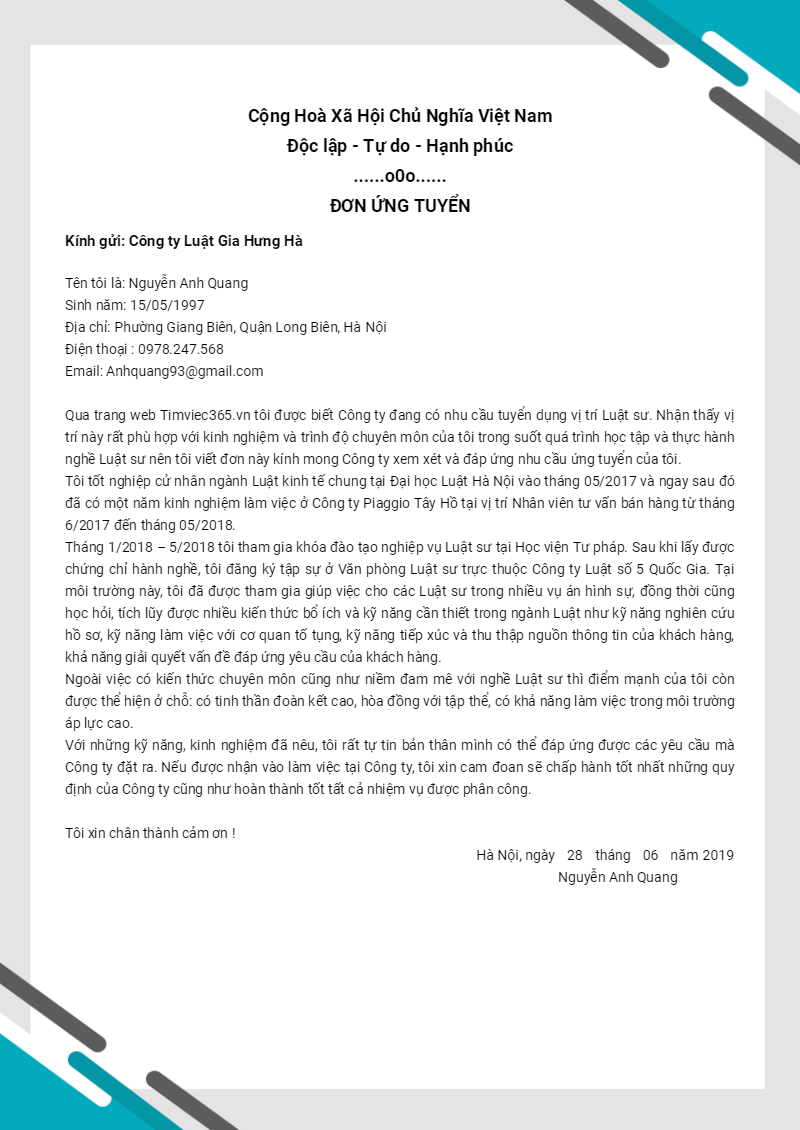 Cộng Hoà Xã Hội Chủ Nghĩa Việt Nam
Độc lập - Tự do - Hạnh phúc
......o0o......
ĐƠN ỨNG TUYỂN
Kính gửi: Công ty Luật Gia Hưng Hà
Tên tôi là: Nguyễn Anh Quang
Sinh năm: 15/05/1997
Địa chỉ: Phường Giang Biên, Quận Long Biên, Hà Nội
Điện thoại : 0978.247.568
Email: Anhquang93@gmail.com
Qua trang web Timviec365.vn tôi được biết Công ty đang có nhu cầu tuyển dụng vị trí Luật sư. Nhận thấy vị
trí này rất phù hợp với kinh nghiệm và trình độ chuyên môn của tôi trong suốt quá trình học tập và thực hành
nghề Luật sư nên tôi viết đơn này kính mong Công ty xem xét và đáp ứng nhu cầu ứng tuyển của tôi.
Tôi tốt nghiệp cử nhân ngành Luật kinh tế chung tại Đại học Luật Hà Nội vào tháng 05/2017 và ngay sau đó
đã có một năm kinh nghiệm làm việc ở Công ty Piaggio Tây Hồ tại vị trí Nhân viên tư vấn bán hàng từ tháng
6/2017 đến tháng 05/2018.
Tháng 1/2018 – 5/2018 tôi tham gia khóa đào tạo nghiệp vụ Luật sư tại Học viện Tư pháp. Sau khi lấy được
chứng chỉ hành nghề, tôi đăng ký tập sự ở Văn phòng Luật sư trực thuộc Công ty Luật số 5 Quốc Gia. Tại
môi trường này, tôi đã được tham gia giúp việc cho các Luật sư trong nhiều vụ án hình sự, đồng thời cũng
học hỏi, tích lũy được nhiều kiến thức bổ ích và kỹ năng cần thiết trong ngành Luật như kỹ năng nghiên cứu
hồ sơ, kỹ năng làm việc với cơ quan tố tụng, kỹ năng tiếp xúc và thu thập nguồn thông tin của khách hàng,
khả năng giải quyết vấn đề đáp ứng yêu cầu của khách hàng.
Ngoài việc có kiến thức chuyên môn cũng như niềm đam mê với nghề Luật sư thì điểm mạnh của tôi còn
được thể hiện ở chỗ: có tinh thần đoàn kết cao, hòa đồng với tập thể, có khả năng làm việc trong môi trường
áp lực cao.
Với những kỹ năng, kinh nghiệm đã nêu, tôi rất tự tin bản thân mình có thể đáp ứng được các yêu cầu mà
Công ty đặt ra. Nếu được nhận vào làm việc tại Công ty, tôi xin cam đoan sẽ chấp hành tốt nhất những quy
định của Công ty cũng như hoàn thành tốt tất cả nhiệm vụ được phân công.
Tôi xin chân thành cảm ơn !
Hà Nội, ngày 28 tháng 06 năm 2019
Nguyễn Anh Quang